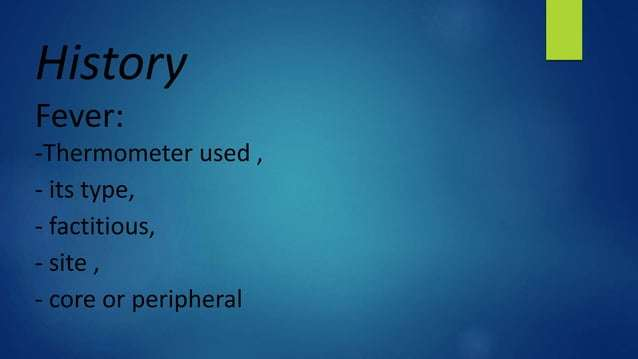 History
Fever:
-Thermometer used ,
- its type,
- factitious,
- site ,
- core or peripheral